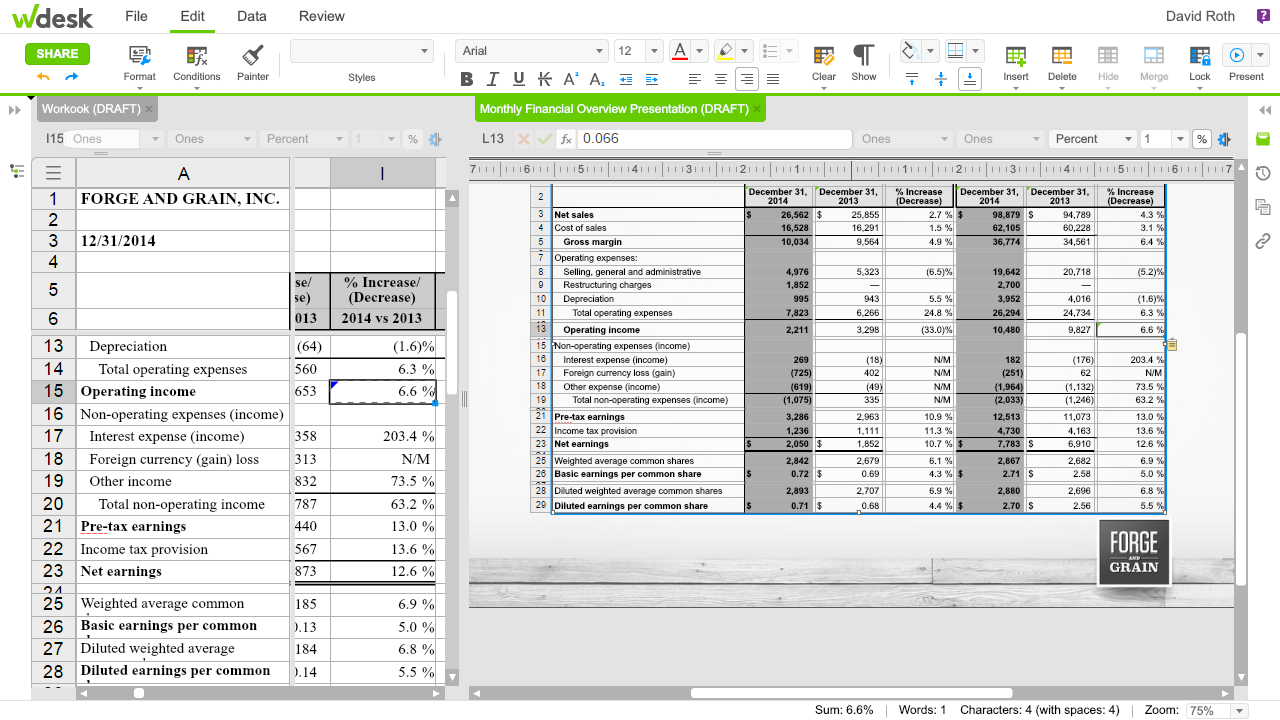 wdesk File Edit Data Review David Roth ?
SHARE Format Conditions Painter Styles
Arial 12 A
B I U K A A
Clear Show Insert Delete Hide Merge Lock Present
Workook (DRAFT) ×
Monthly Financial Overview Presentation (DRAFT) ×
I15 Ones Ones Percent 1 %
L13 fx 0.066 Ones Ones Percent 1 %
7 6 5 4 3 2 1 1 2 3 4 5 6 7
A I
1 FORGE AND GRAIN, INC.
2
3 12/31/2014
4
5 se/ se) % Increase/ (Decrease)
6 013 2014 vs 2013
13 Depreciation (64) (1.6)%
14 Total operating expenses 560 6.3 %
15 Operating income 653 6.6 %
16 Non-operating expenses (income)
17 Interest expense (income) 358 203.4 %
18 Foreign currency (gain) loss 313 N/M
19 Other income 832 73.5 %
20 Total non-operating income 787 63.2 %
21 Pre-tax earnings 440 13.0 %
22 Income tax provision 567 13.6 %
23 Net earnings 873 12.6 %
24
25 Weighted average common 185 6.9 %
26 Basic earnings per common ).13 5.0 %
27 Diluted weighted average 184 6.8 %
28 Diluted earnings per common ).14 5.5 %
2 December 31, 2014 December 31, 2013 % Increase (Decrease) December 31, 2014 December 31, 2013 % Increase (Decrease)
3 Net sales $ 26,562 $ 25,855 2.7 % $ 98,879 $ 94,789 4.3 %
4 Cost of sales 16,528 16,291 1.5 % 62,105 60,228 3.1 %
5 Gross margin 10,034 9,564 4.9 % 36,774 34,561 6.4 %
7 Operating expenses:
8 Selling, general and administrative 4,976 5,323 (6.5)% 19,642 20,718 (5.2)%
9 Restructuring charges 1,852 — 2,700 —
10 Depreciation 995 943 5.5 % 3,952 4,016 (1.6)%
11 Total operating expenses 7,823 6,266 24.8 % 26,294 24,734 6.3 %
13 Operating income 2,211 3,298 (33.0)% 10,480 9,827 6.6 %
15 Non-operating expenses (income)
16 Interest expense (income) 269 (18) N/M 182 (176) 203.4 %
17 Foreign currency loss (gain) (725) 402 N/M (251) 62 N/M
18 Other expense (income) (619) (49) N/M (1,964) (1,132) 73.5 %
19 Total non-operating expenses (income) (1,075) 335 N/M (2,033) (1,246) 63.2 %
21 Pre-tax earnings 3,286 2,963 10.9 % 12,513 11,073 13.0 %
22 Income tax provision 1,236 1,111 11.3 % 4,730 4,163 13.6 %
23 Net earnings $ 2,050 $ 1,852 10.7 % $ 7,783 $ 6,910 12.6 %
25 Weighted average common shares 2,842 2,679 6.1 % 2,867 2,682 6.9 %
26 Basic earnings per common share $ 0.72 $ 0.69 4.3 % $ 2.71 $ 2.58 5.0 %
28 Diluted weighted average common shares 2,893 2,707 6.9 % 2,880 2,696 6.8 %
29 Diluted earnings per common share $ 0.71 $ 0.68 4.4 % $ 2.70 $ 2.56 5.5 %
FORGE
AND
GRAIN
Sum: 6.6% Words: 1 Characters: 4 (with spaces: 4) Zoom: 75%